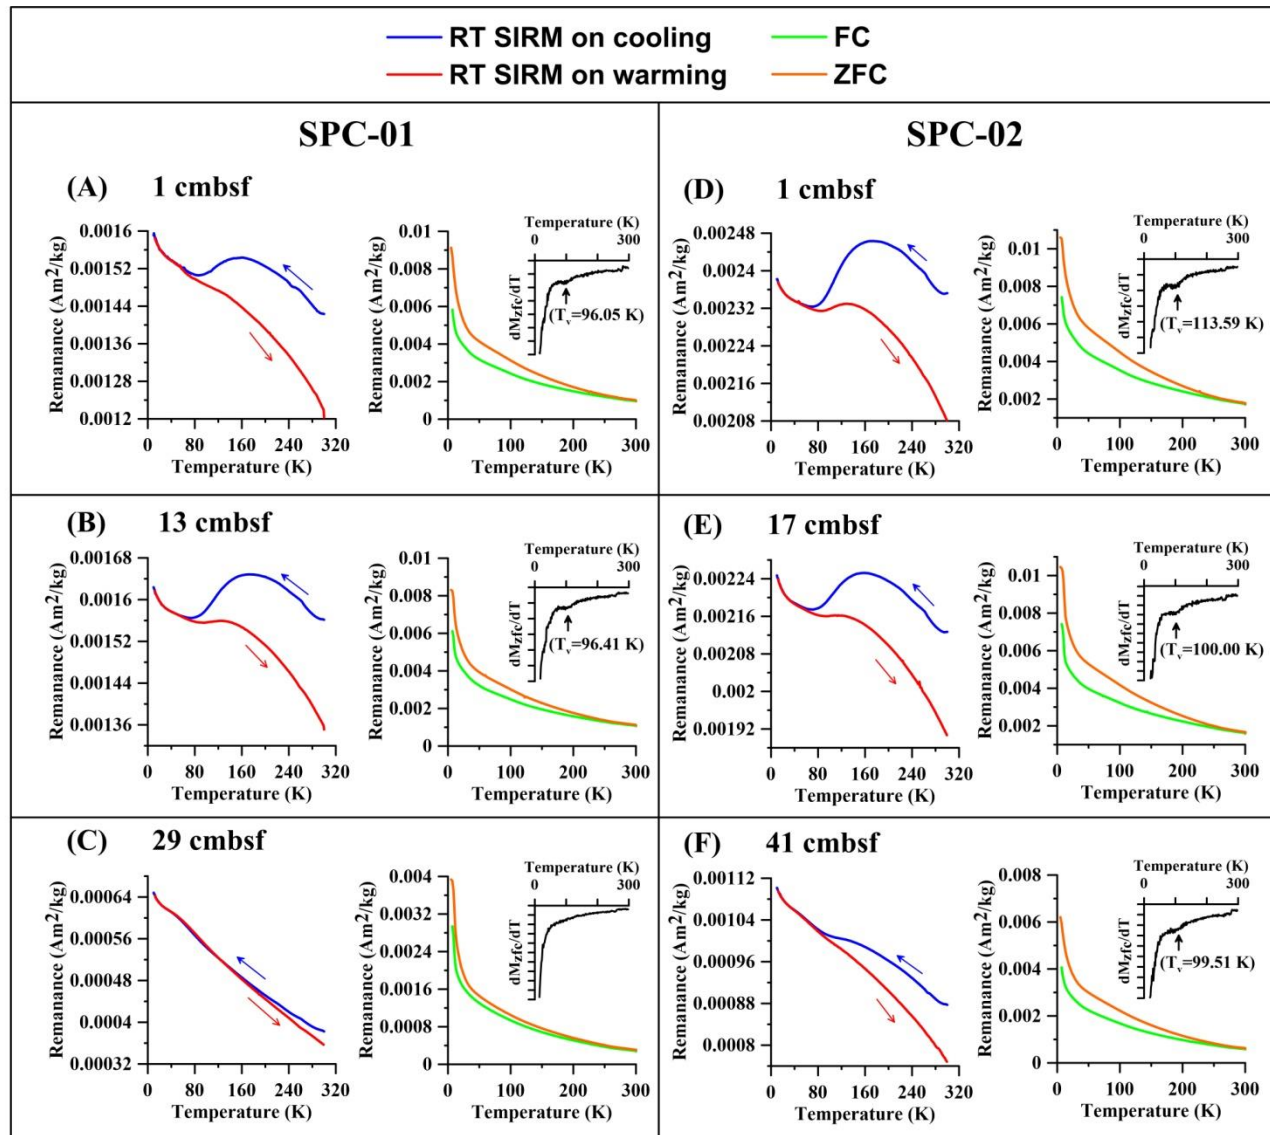 RT SIRM on cooling
FC
RT SIRM on warming
ZFC
SPC-01
SPC-02
(A) 1 cmbsf
Remanance (Am²/kg)
0.0016
0.00152
0.00144
0.00136
0.00128
0.0012
0 80 160 240 320
Temperature (K)
Remanance (Am²/kg)
0.01
0.008
0.006
0.004
0.002
0
0 100 200 300
Temperature (K)
Temperature (K)
0 300
dMzfc/dT
(Tv=96.05 K)
(D) 1 cmbsf
Remanance (Am²/kg)
0.00248
0.0024
0.00232
0.00224
0.00216
0.00208
0 80 160 240 320
Temperature (K)
Remanance (Am²/kg)
0.01
0.008
0.006
0.004
0.002
0 100 200 300
Temperature (K)
Temperature (K)
0 300
dMzfc/dT
(Tv=113.59 K)
(B) 13 cmbsf
Remanance (Am²/kg)
0.00168
0.0016
0.00152
0.00144
0.00136
0 80 160 240 320
Temperature (K)
Remanance (Am²/kg)
0.01
0.008
0.006
0.004
0.002
0
0 100 200 300
Temperature (K)
Temperature (K)
0 300
dMzfc/dT
(Tv=96.41 K)
(E) 17 cmbsf
Remanance (Am²/kg)
0.00224
0.00216
0.00208
0.002
0.00192
0 80 160 240 320
Temperature (K)
Remanance (Am²/kg)
0.01
0.008
0.006
0.004
0.002
0 100 200 300
Temperature (K)
Temperature (K)
0 300
dMzfc/dT
(Tv=100.00 K)
(C) 29 cmbsf
Remanance (Am²/kg)
0.00064
0.00056
0.00048
0.0004
0.00032
0 80 160 240 320
Temperature (K)
Remanance (Am²/kg)
0.004
0.0032
0.0024
0.0016
0.0008
0
0 100 200 300
Temperature (K)
Temperature (K)
0 300
dMzfc/dT
(F) 41 cmbsf
Remanance (Am²/kg)
0.00112
0.00104
0.00096
0.00088
0.0008
0 80 160 240 320
Temperature (K)
Remanance (Am²/kg)
0.008
0.006
0.004
0.002
0
0 100 200 300
Temperature (K)
Temperature (K)
0 300
dMzfc/dT
(Tv=99.51 K)